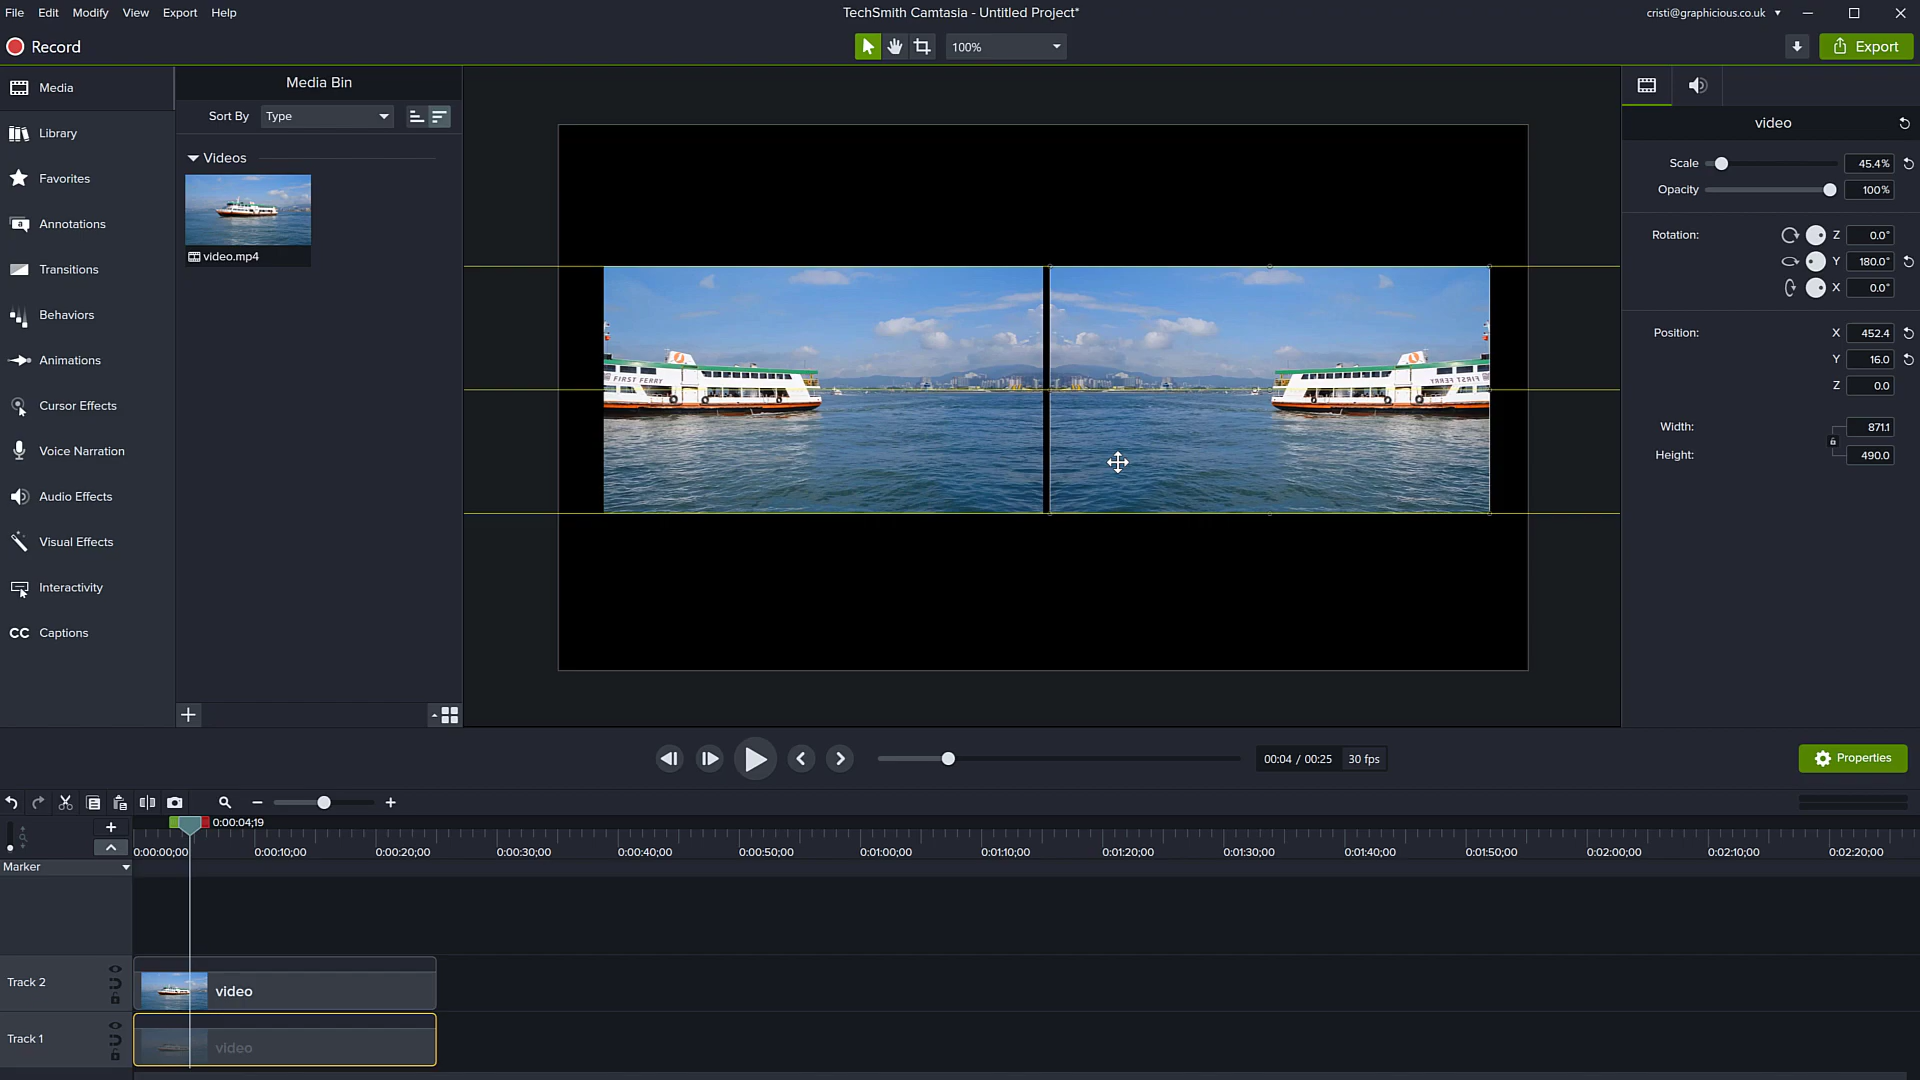 File Edit Modify View Export Help
TechSmith Camtasia - Untitled Project*
cristi@graphicious.co.uk
Record
100%
Export
Media
Library
Favorites
Annotations
Transitions
Behaviors
Animations
Cursor Effects
Voice Narration
Audio Effects
Visual Effects
Interactivity
CC Captions
Media Bin
Sort By Type
Videos
video.mp4
FIRST FERRY
FIRST FERRY
video
Scale 45.4%
Opacity 100%
Rotation: Z 0.0°
Y 180.0°
X 0.0°
Position: X 452.4
Y 16.0
Z 0.0
Width: 871.1
Height: 490.0
00:04 / 00:25 30 fps
Properties
0:00:04;19
0:00:00;00 0:00:10;00 0:00:20;00 0:00:30;00 0:00:40;00 0:00:50;00 0:01:00;00 0:01:10;00 0:01:20;00 0:01:30;00 0:01:40;00 0:01:50;00 0:02:00;00 0:02:10;00 0:02:20;00
Marker
Track 2
video
Track 1
video